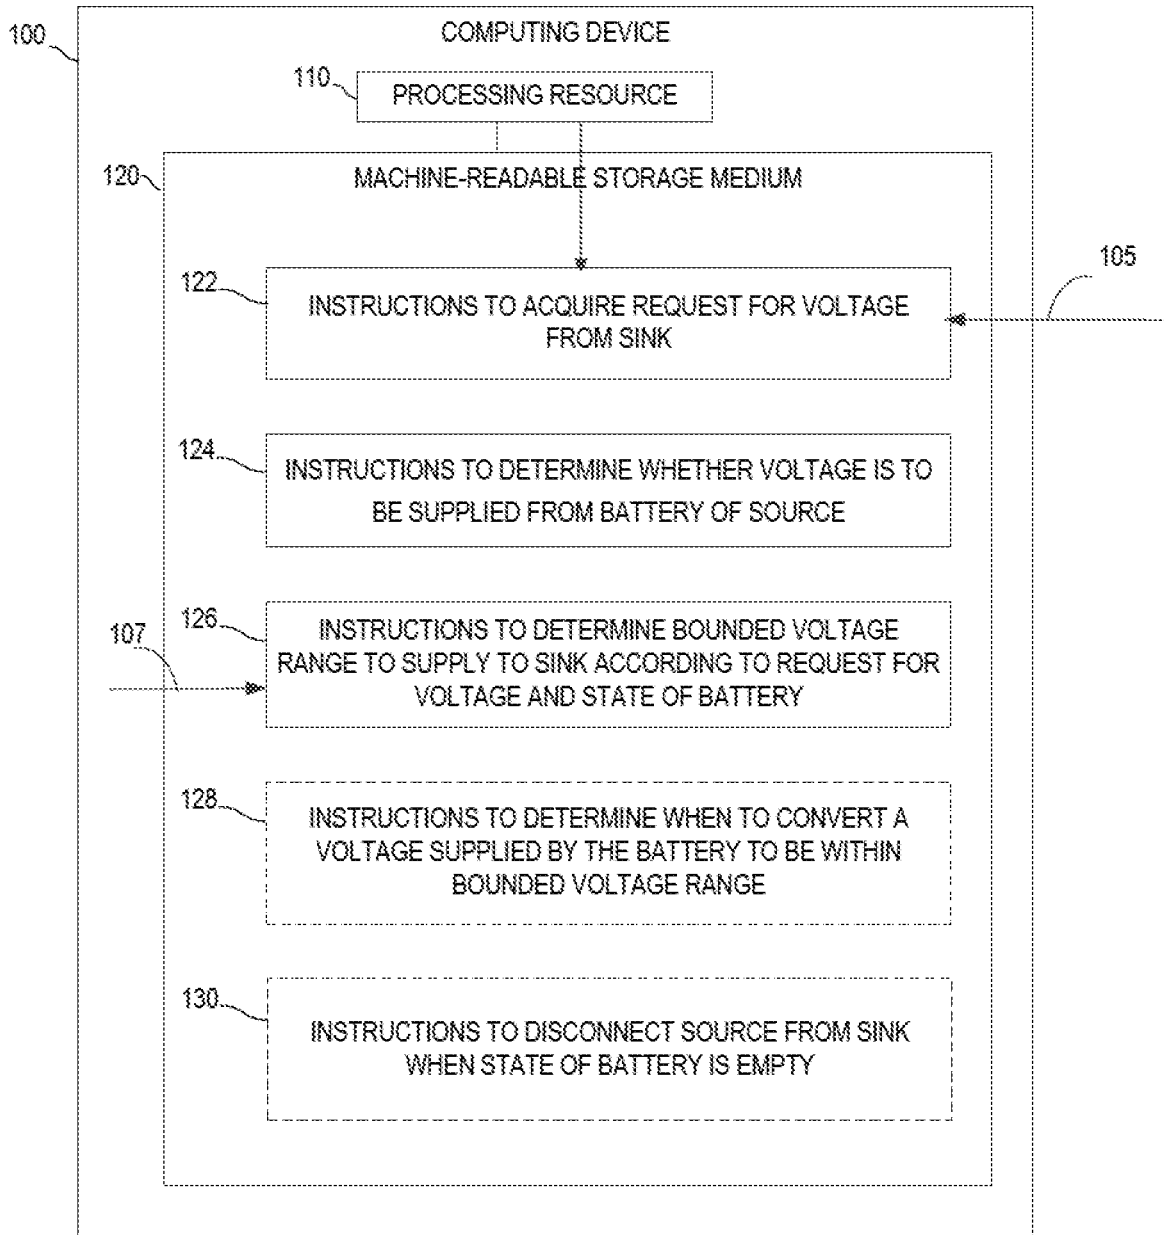 COMPUTING DEVICE
100
110
PROCESSING RESOURCE
120
MACHINE-READABLE STORAGE MEDIUM
105
122
INSTRUCTIONS TO ACQUIRE REQUEST FOR VOLTAGE
FROM SINK
124
INSTRUCTIONS TO DETERMINE WHETHER VOLTAGE IS TO
BE SUPPLIED FROM BATTERY OF SOURCE
126
107
INSTRUCTIONS TO DETERMINE BOUNDED VOLTAGE
RANGE TO SUPPLY TO SINK ACCORDING TO REQUEST FOR
VOLTAGE AND STATE OF BATTERY
128
INSTRUCTIONS TO DETERMINE WHEN TO CONVERT A
VOLTAGE SUPPLIED BY THE BATTERY TO BE WITHIN
BOUNDED VOLTAGE RANGE
130
INSTRUCTIONS TO DISCONNECT SOURCE FROM SINK
WHEN STATE OF BATTERY IS EMPTY